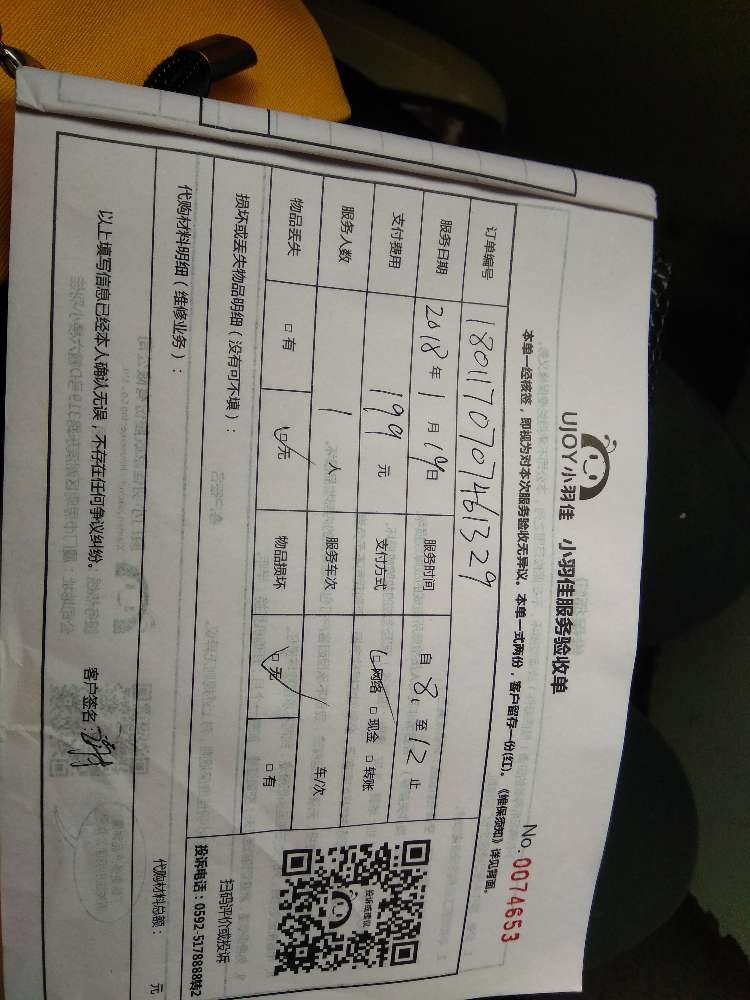 UJOY小羽佳 小羽佳服务验收单
No.0074653
本单一经核签，即视为对本次服务验收无异议。本单一式两份，客户留存一份(红)。《维保须知》详见背面。
订单编号 180117070746132​9
服务日期 2018年1月19日 服务时间 自8至12止
支付费用 199元 支付方式 □网络 □现金 □转账
服务人数 1人 服务车次 车/次
物品丢失 □有 □无 物品损坏 □无 □有
损坏或丢失物品明细（没有可不填）：
投诉或建议
扫码评价或投诉
投诉电话：0592-5178888转2
代购材料明细（维修业务）：
代购材料总额： 元
以上填写信息已经本人确认无误，不存在任何争议纠纷。
客户签名：